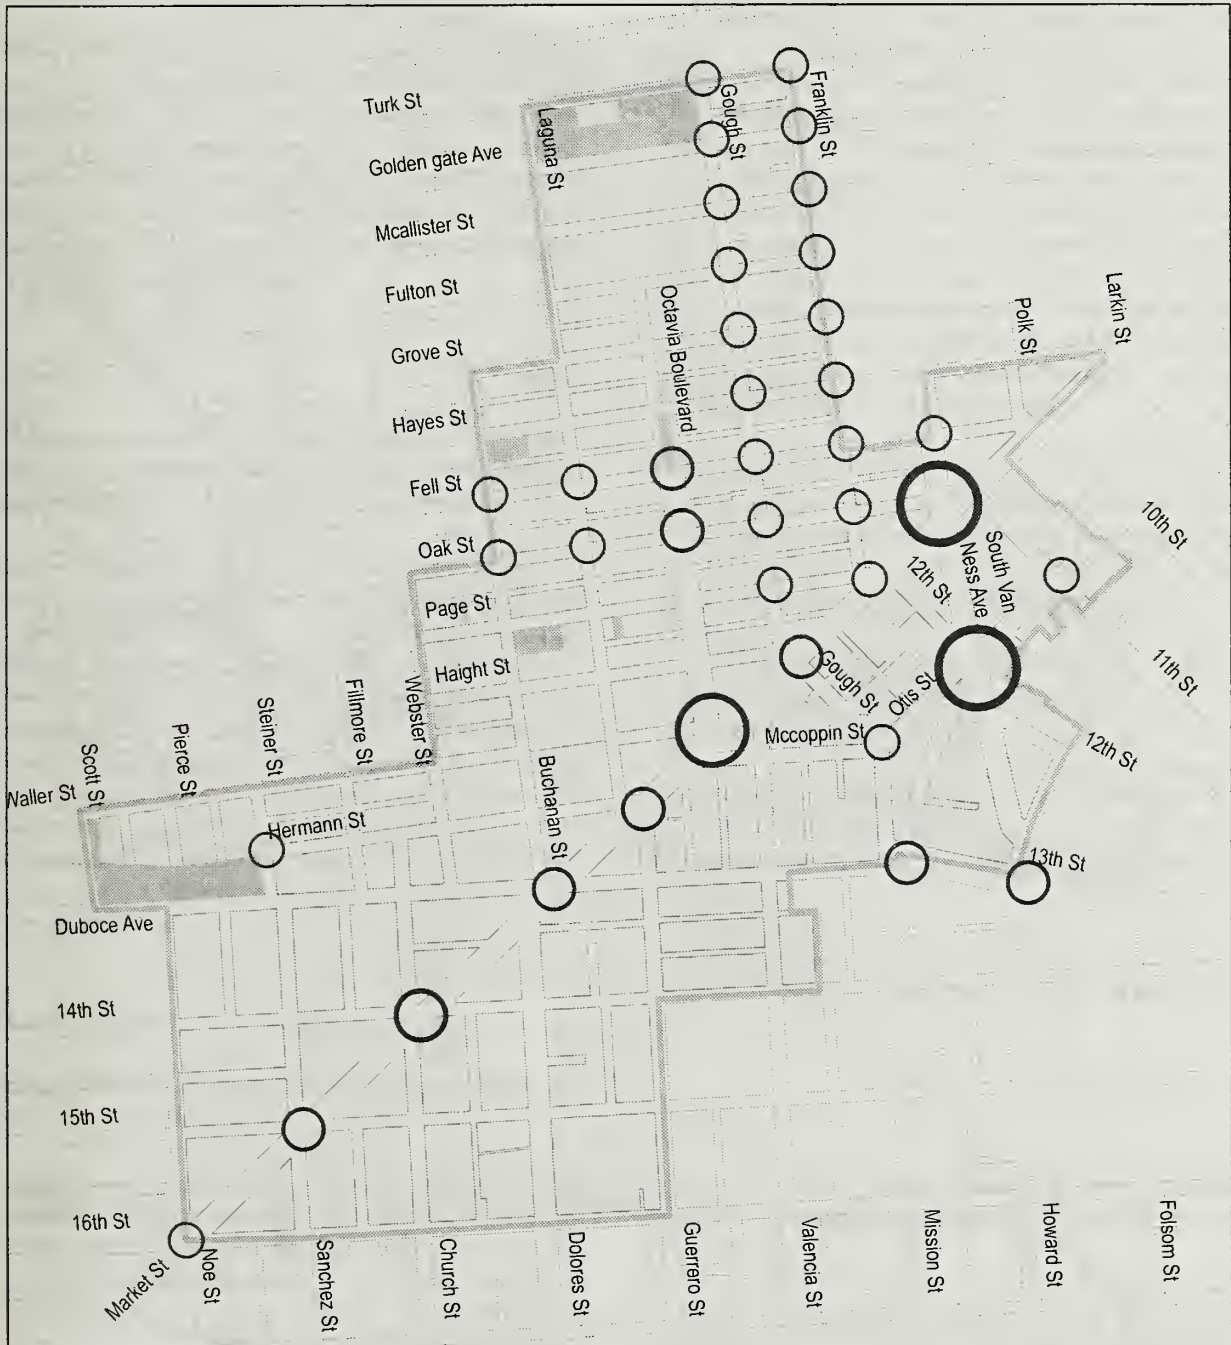 Turk St
Golden gate Ave
Mcallister St
Fulton St
Grove St
Hayes St
Fell St
Oak St
Page St
Haight St
Laguna St
Gough St
Franklin St
Octavia Boulevard
Polk St
Larkin St
10th St
11th St
12th St
12th St
South Van
Ness Ave
Gough St
Otis St
Mccoppin St
13th St
Scott St
Pierce St
Steiner St
Fillmore St
Webster St
Buchanan St
Waller St
Hermann St
Duboce Ave
14th St
15th St
16th St
Market St
Noe St
Sanchez St
Church St
Dolores St
Guerrero St
Valencia St
Mission St
Howard St
Folsom St